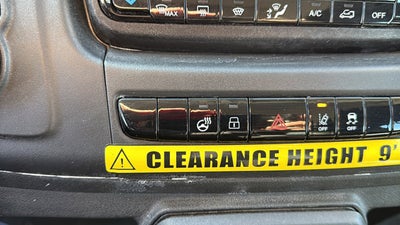 MAX A/C OFF
OFF OFF
CLEARANCE HEIGHT 9'